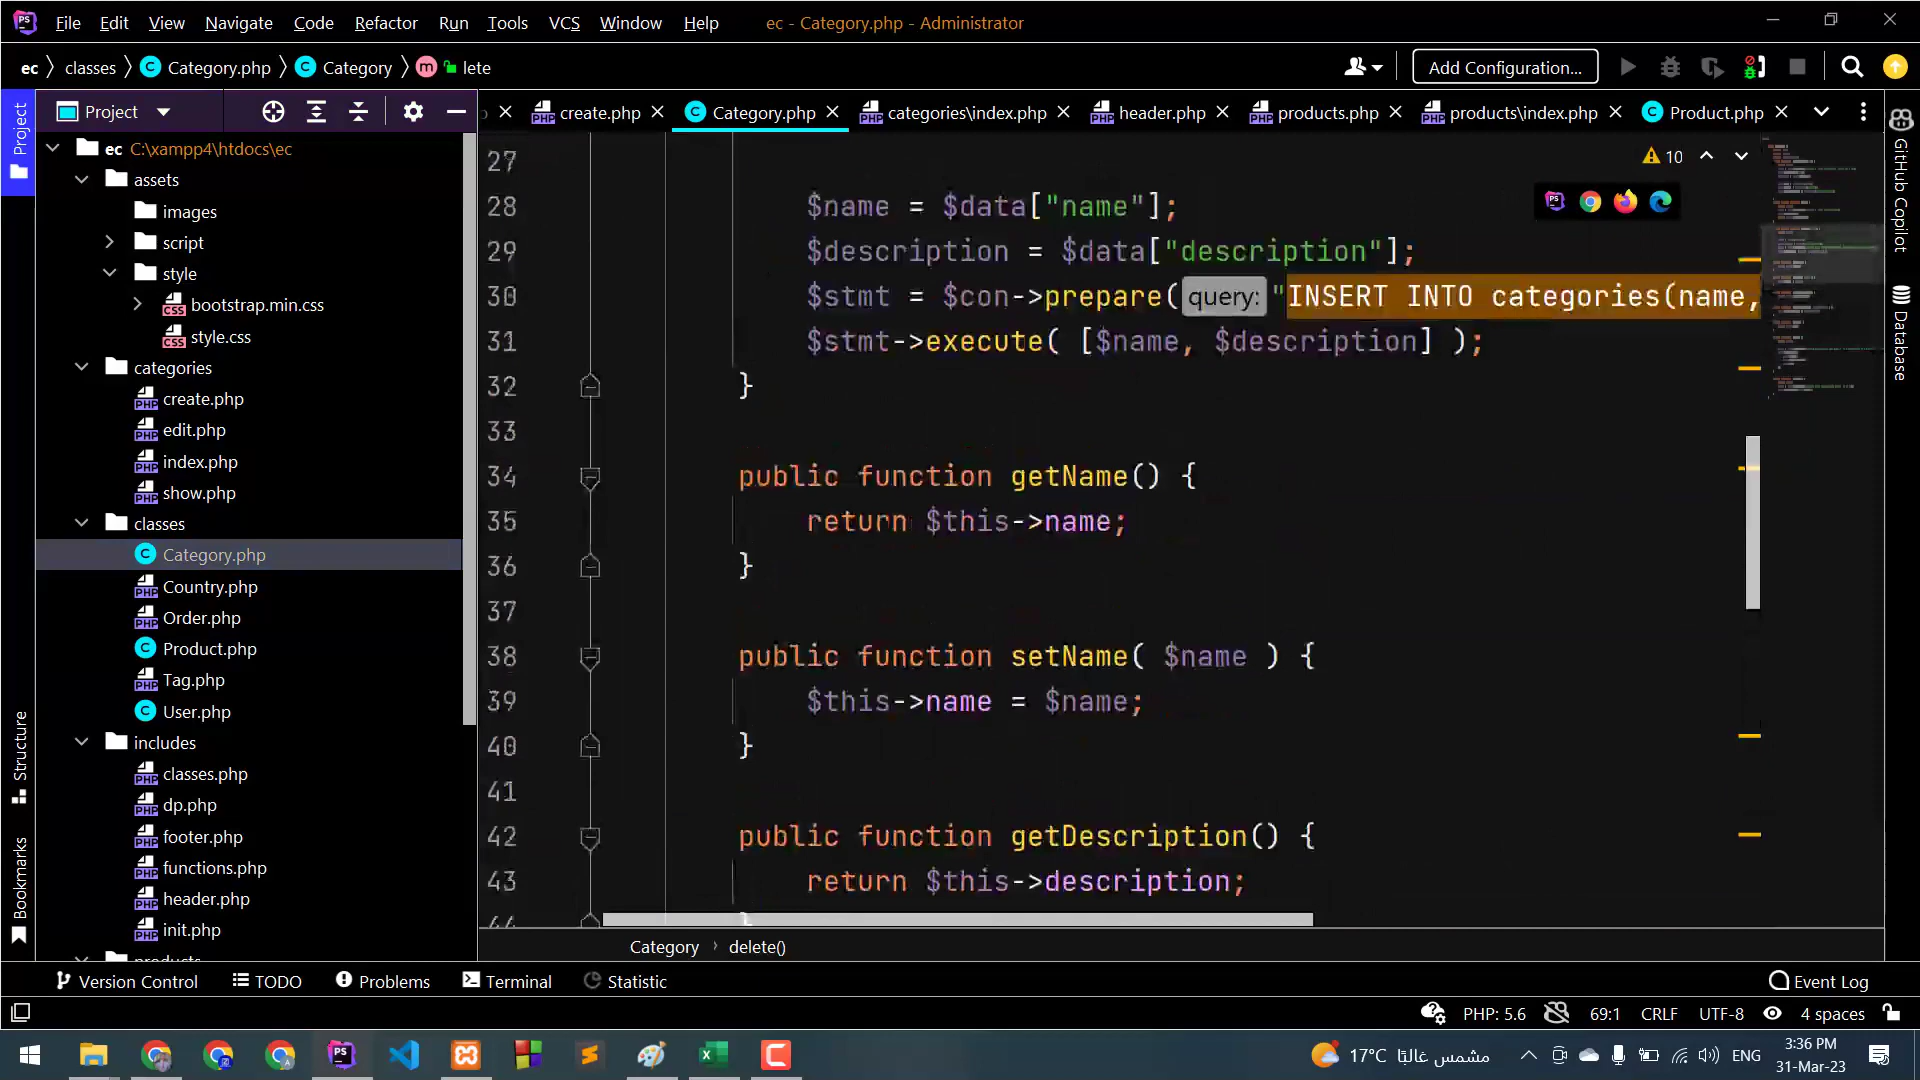 File Edit View Navigate Code Refactor Run Tools VCS Window Help ec - Category.php - Administrator
ec classes Category.php Category m lete Add Configuration...
Project
create.php Category.php categories\index.php header.php products.php products\index.php Product.php
ec C:\xampp4\htdocs\ec
assets
images
script
style
bootstrap.min.css
style.css
categories
create.php
edit.php
index.php
show.php
classes
Category.php
Country.php
Order.php
Product.php
Tag.php
User.php
includes
classes.php
dp.php
footer.php
functions.php
header.php
init.php
products
Project
Structure
Bookmarks
10
27
28 $name = $data["name"];
29 $description = $data["description"];
30 $stmt = $con->prepare( query: "INSERT INTO categories(name,
31 $stmt->execute( [$name, $description] );
32 }
33
34 public function getName() {
35 return $this->name;
36 }
37
38 public function setName( $name ) {
39 $this->name = $name;
40 }
41
42 public function getDescription() {
43 return $this->description;
44 }
Category › delete()
GitHub Copilot
Database
Version Control TODO Problems Terminal Statistic Event Log
PHP: 5.6 69:1 CRLF UTF-8 4 spaces
17°C مشمس غالبًا ENG 3:36 PM
31-Mar-23